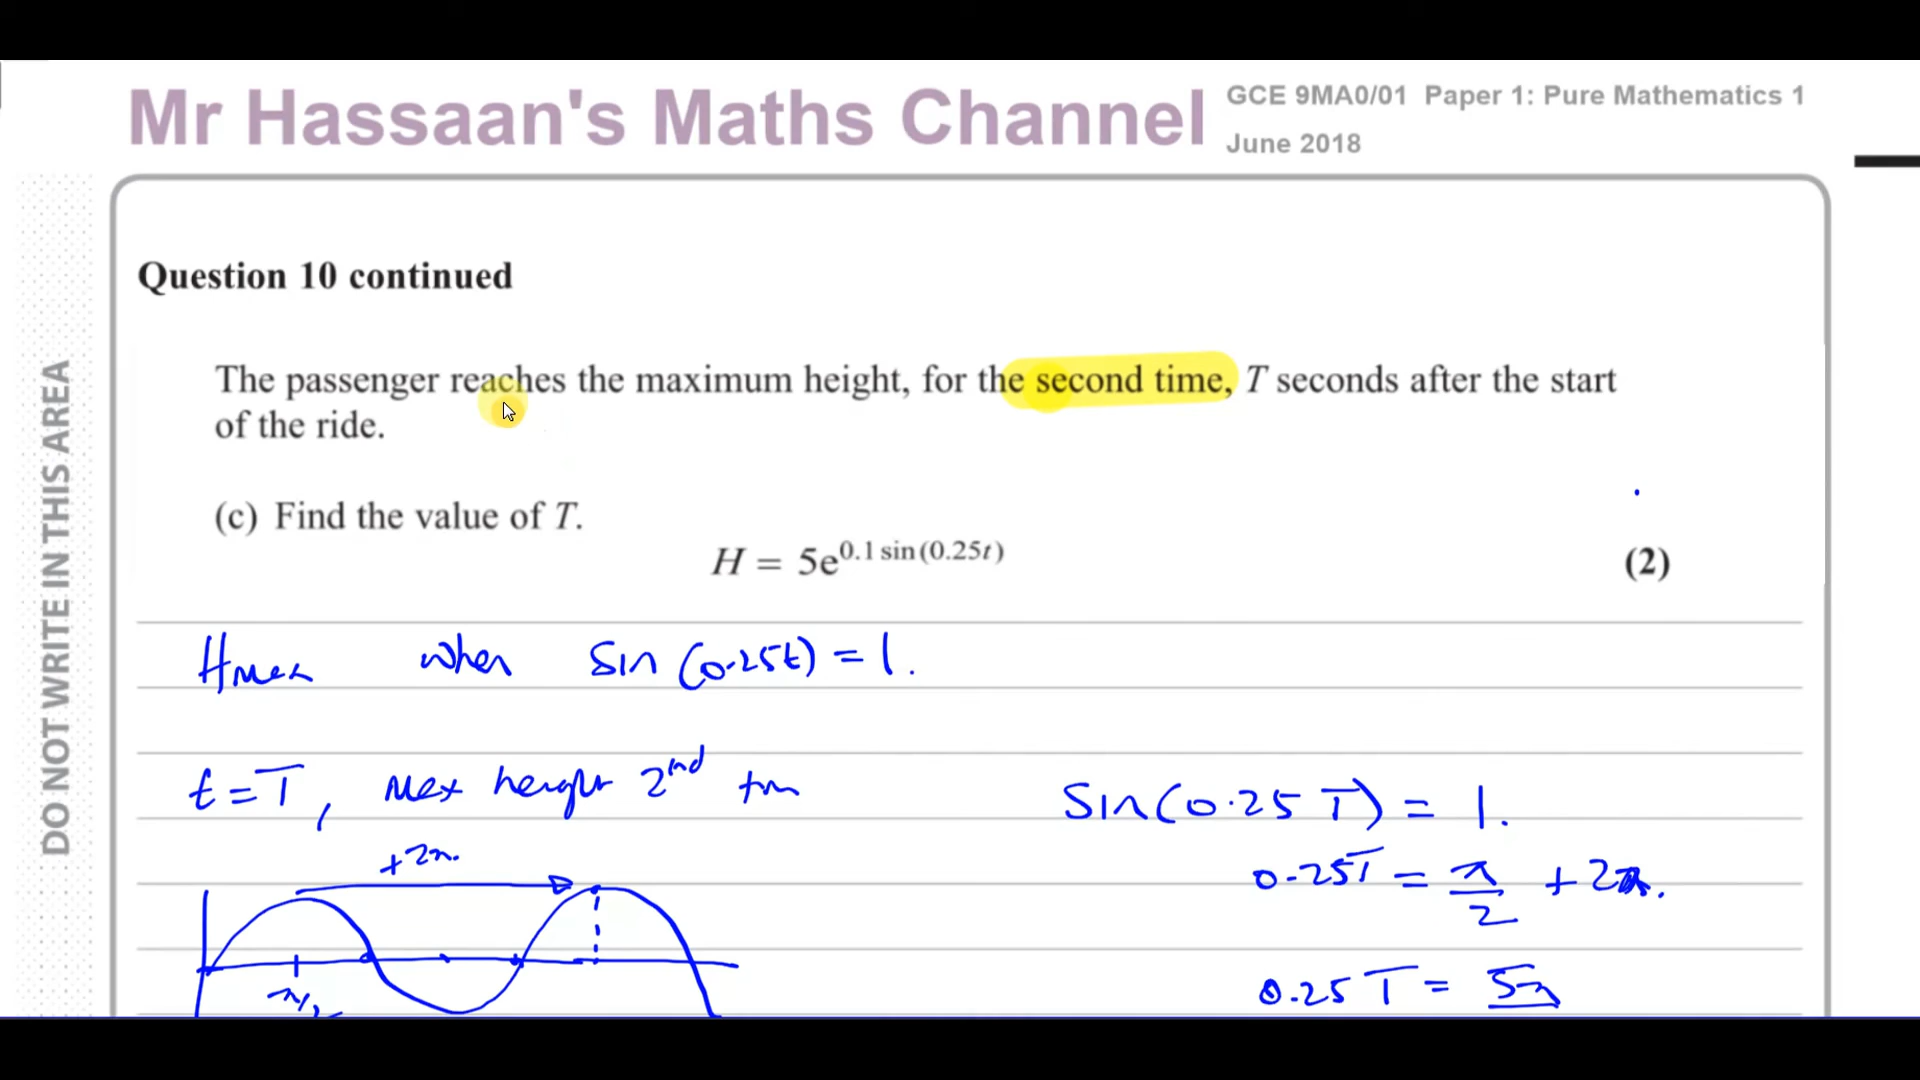 Mr Hassaan's Maths Channel
GCE 9MA0/01 Paper 1: Pure Mathematics 1
June 2018
DO NOT WRITE IN THIS AREA
Question 10 continued
The passenger reaches the maximum height, for the second time, T seconds after the start
of the ride.
(c) Find the value of T.
H = 5e^{0.1 sin(0.25t)}
(2)
Hmax when Sin (0.25t) = 1.
t = T, Max height 2nd tm
Sin(0.25T) = 1.
+2π.
0.25T = π/2 + 2π.
π/2
0.25T = 5π